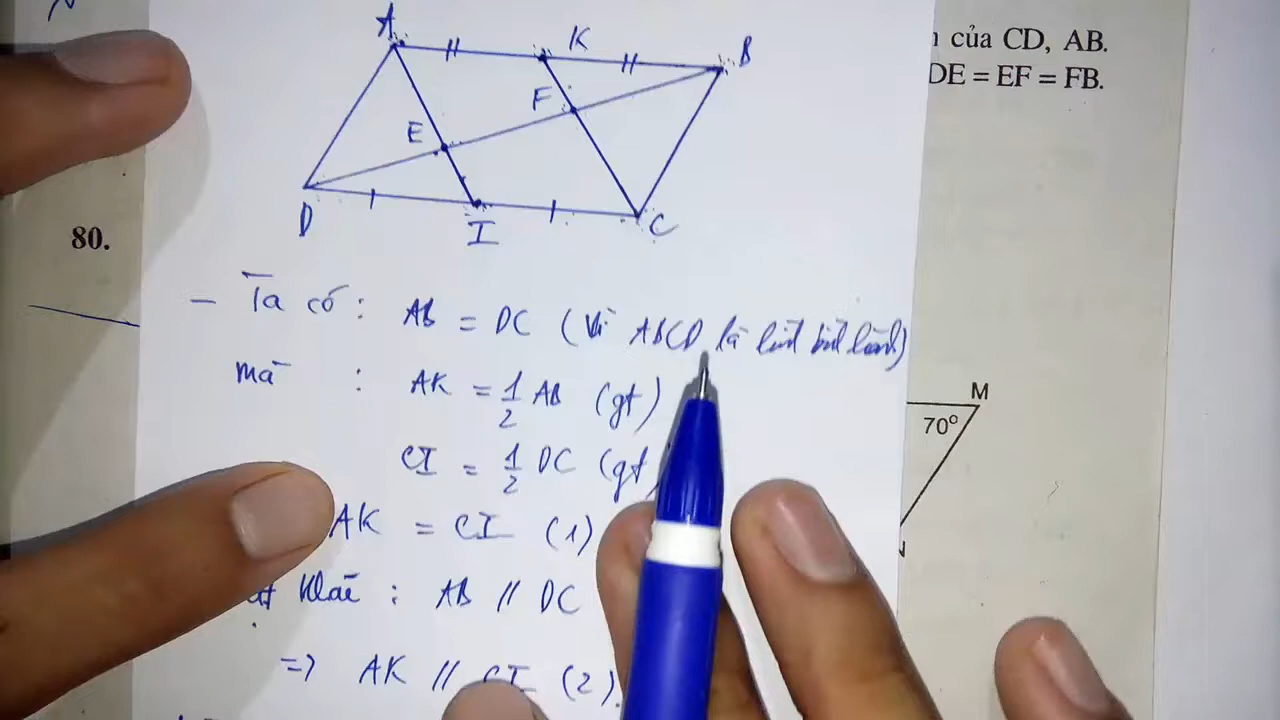 A K B
F
E
D I C
n của CD, AB.
DE = EF = FB.
80.
- Ta có : AB = DC (Vì ABCD là hình bình hành)
mà : AK = 1/2 AB (gt)
CI = 1/2 DC (gt)
AK = CI (1)
Khác : AB // DC
=> AK // CI (2).
M
70°